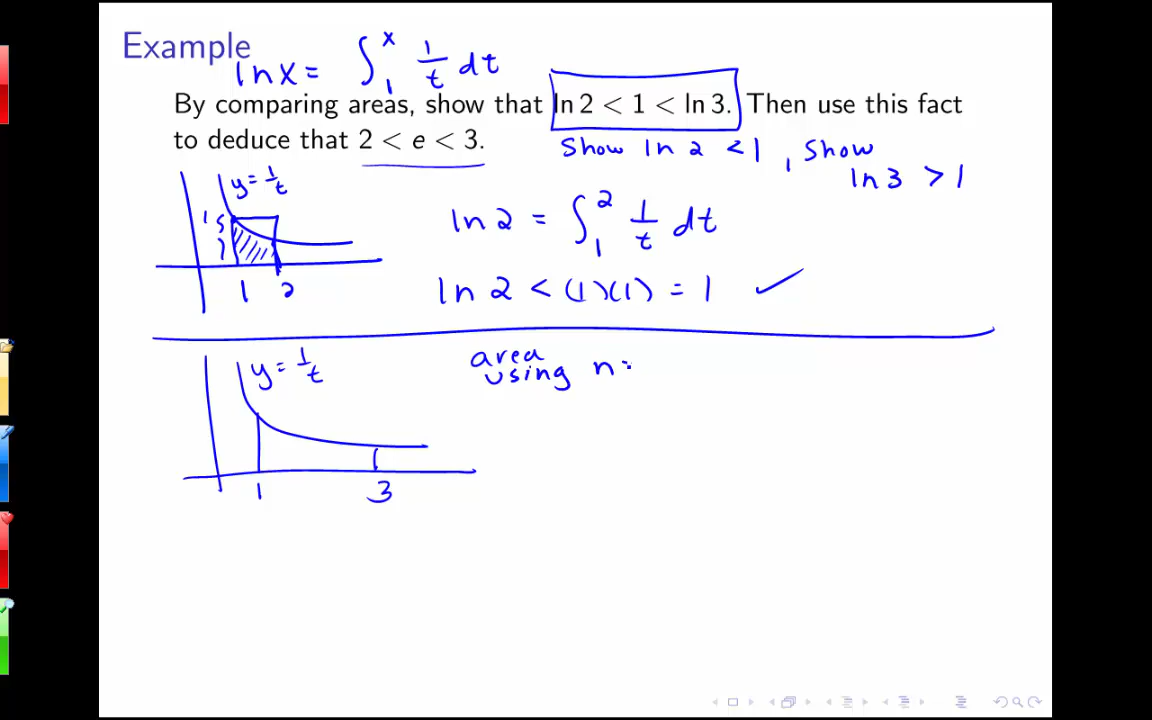 Example
ln x = ∫₁ˣ 1/t dt
By comparing areas, show that ln 2 < 1 < ln 3. Then use this fact
to deduce that 2 < e < 3.
Show ln 2 < 1 , Show
ln 3 > 1
y = 1/t
1
1 2
ln 2 = ∫₁² 1/t dt
ln 2 < (1)(1) = 1 ✓
y = 1/t
1 3
area
using n =